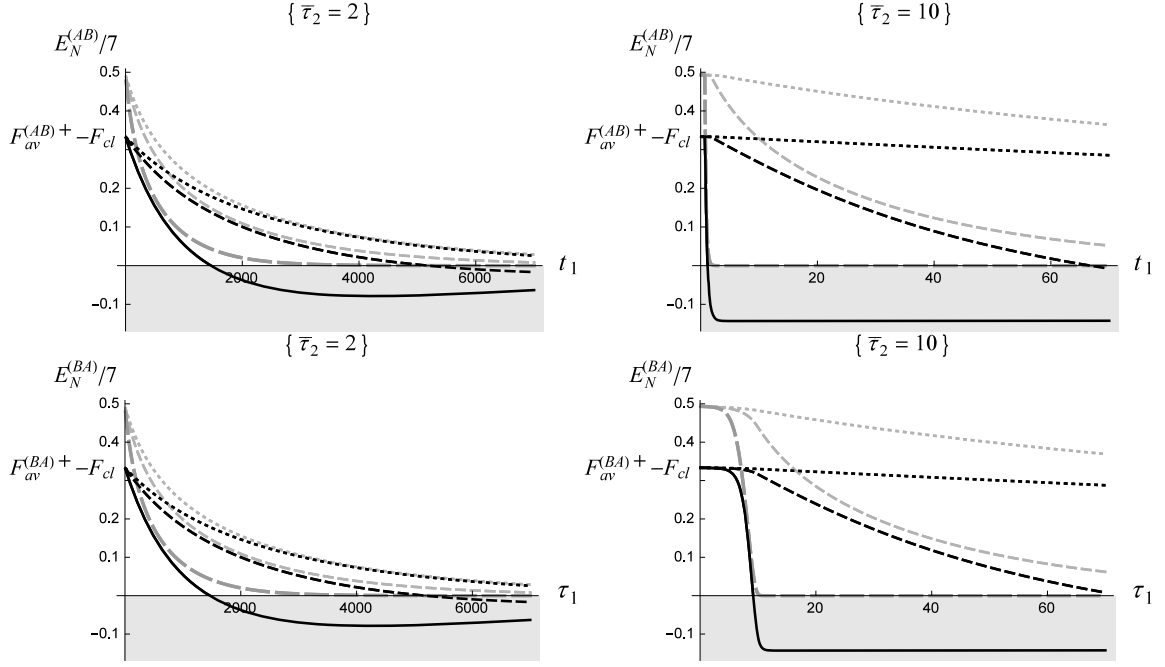 { τ̅₂ = 2 }
E_N^(AB)/7
0.5
0.4
F_av^(AB)+ −F_cl
0.2
0.1
−0.1
2000
4000
6000
t₁
{ τ̅₂ = 10 }
E_N^(AB)/7
0.5
0.4
F_av^(AB)+ −F_cl
0.2
0.1
−0.1
20
40
60
t₁
{ τ̅₂ = 2 }
E_N^(BA)/7
0.5
0.4
F_av^(BA)+ −F_cl
0.2
0.1
−0.1
2000
4000
6000
τ₁
{ τ̅₂ = 10 }
E_N^(BA)/7
0.5
0.4
F_av^(BA)+ −F_cl
0.2
0.1
−0.1
20
40
60
τ₁